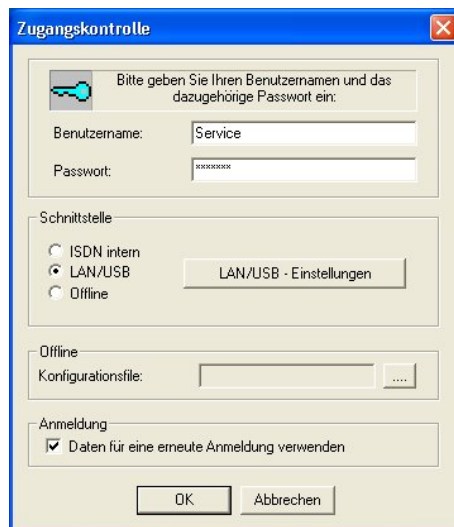 Zugangskontrolle
Bitte geben Sie Ihren Benutzernamen und das
dazugehörige Passwort ein:
Benutzername:
Service
Passwort:
*******
Schnittstelle
ISDN intern
LAN/USB
LAN/USB - Einstellungen
Offline
Offline
Konfigurationsfile:
....
Anmeldung
Daten für eine erneute Anmeldung verwenden
OK
Abbrechen